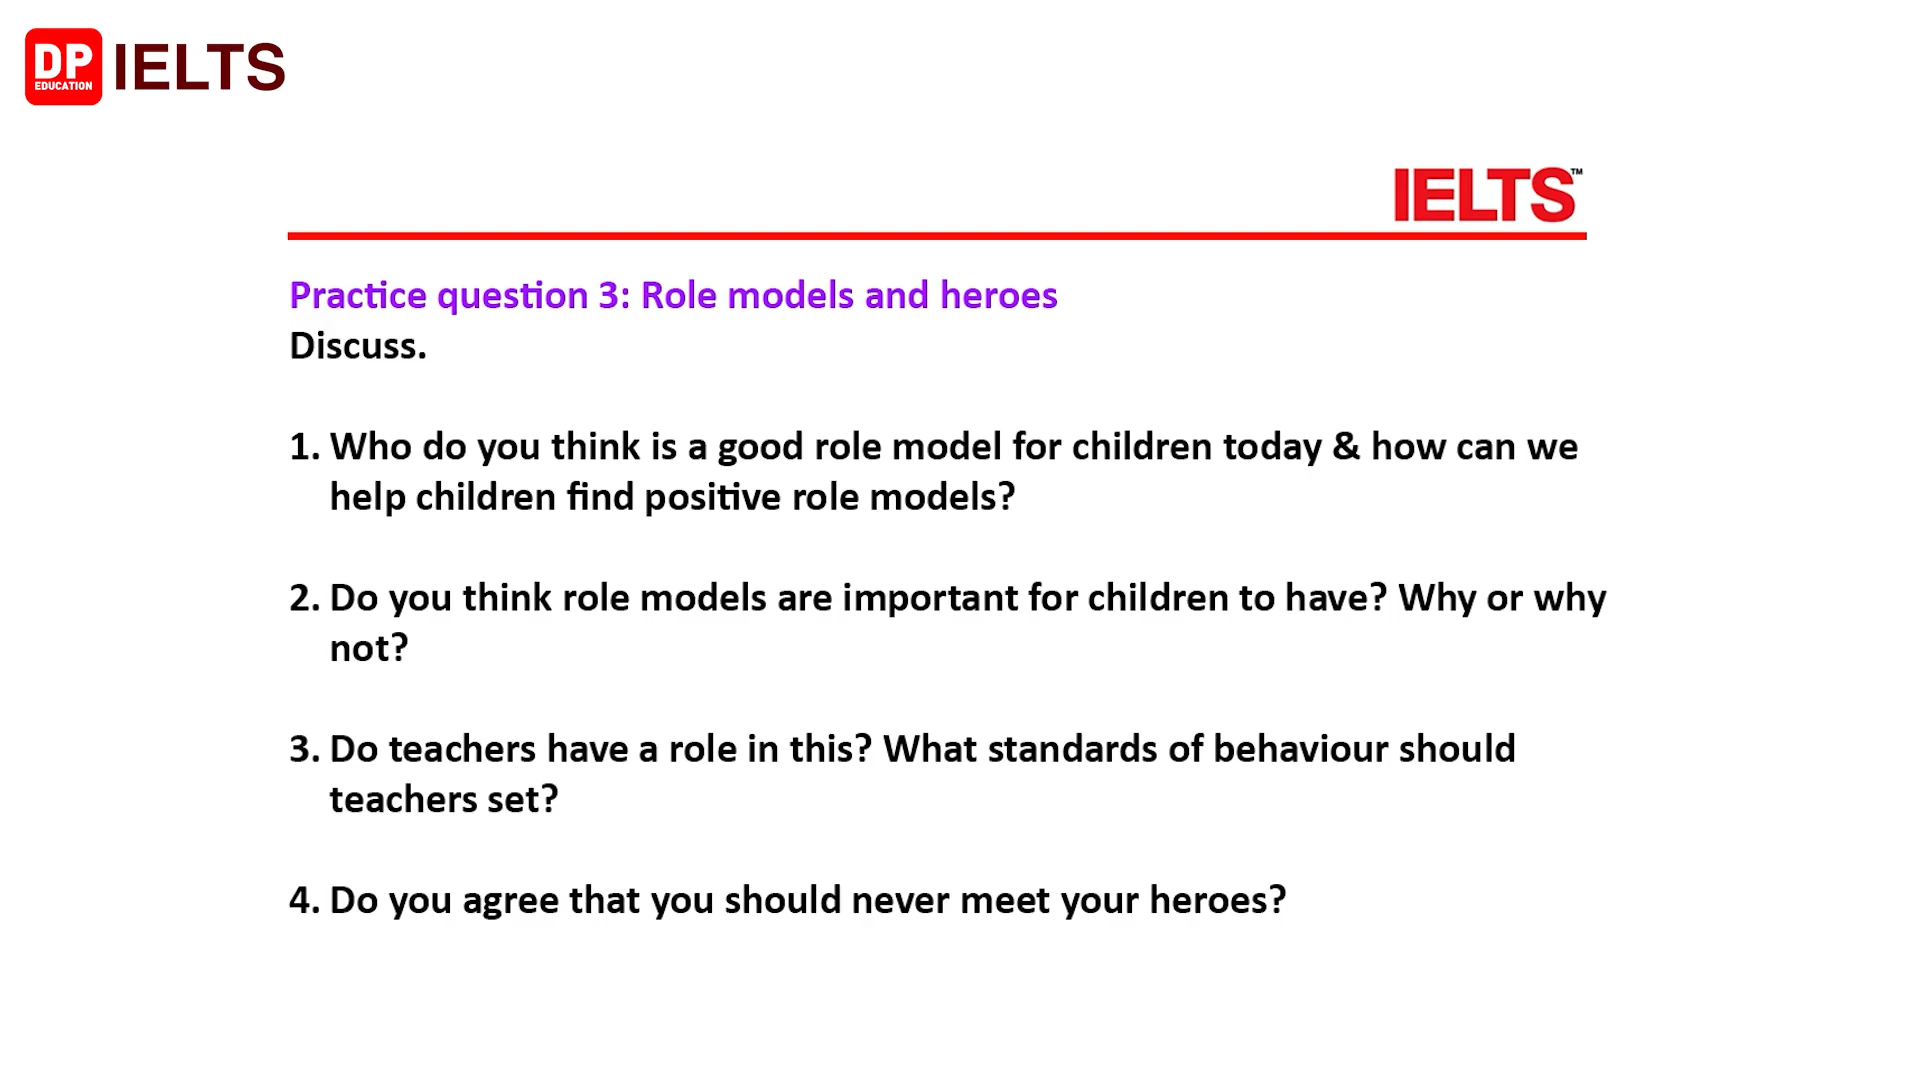 DP
EDUCATION
IELTS
IELTS™
Practice question 3: Role models and heroes
Discuss.
1. Who do you think is a good role model for children today & how can we
help children find positive role models?
2. Do you think role models are important for children to have? Why or why
not?
3. Do teachers have a role in this? What standards of behaviour should
teachers set?
4. Do you agree that you should never meet your heroes?